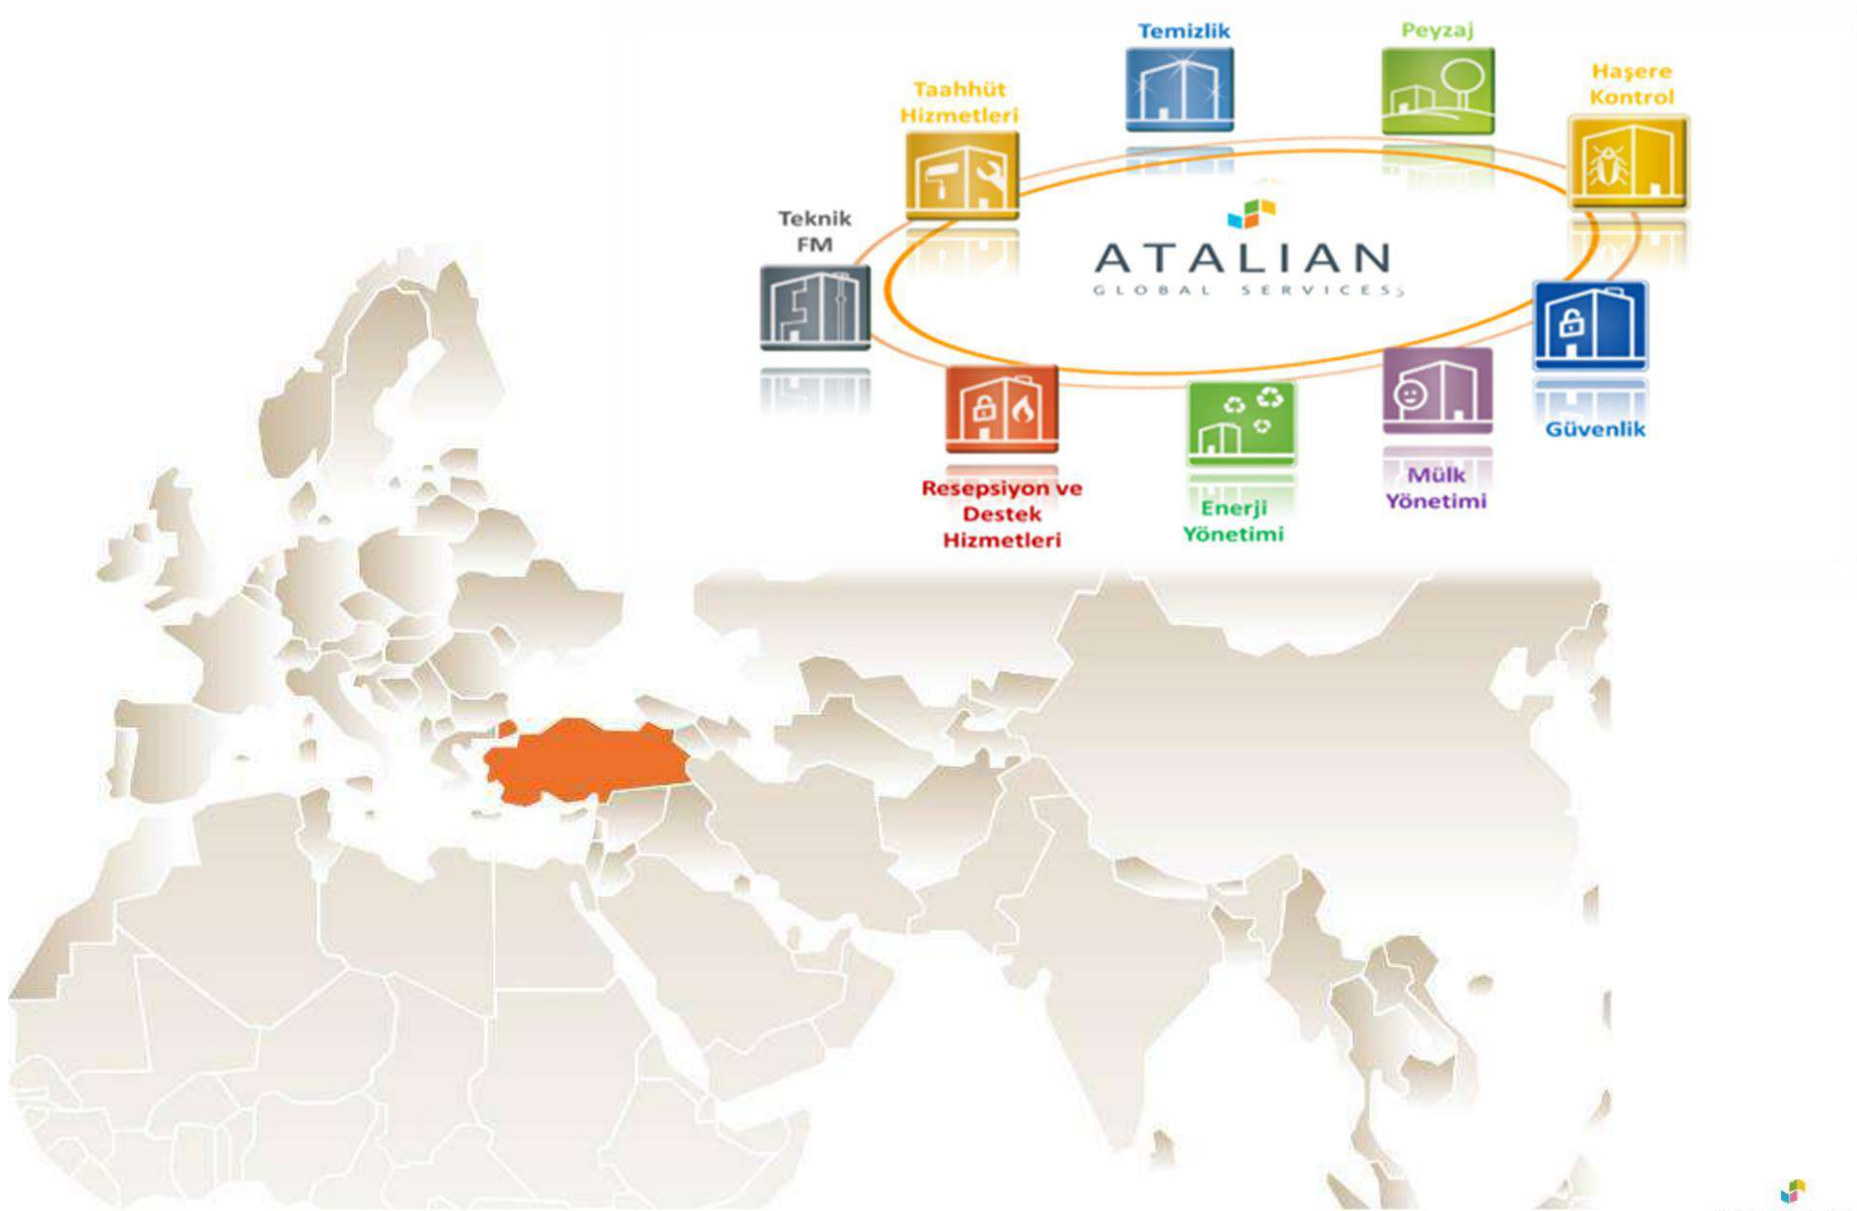 Temizlik
Peyzaj
Haşere
Kontrol
Taahhüt
Hizmetleri
Teknik
FM
ATALIAN
GLOBAL SERVICES
Güvenlik
Mülk
Yönetimi
Enerji
Yönetimi
Resepsiyon ve
Destek
Hizmetleri